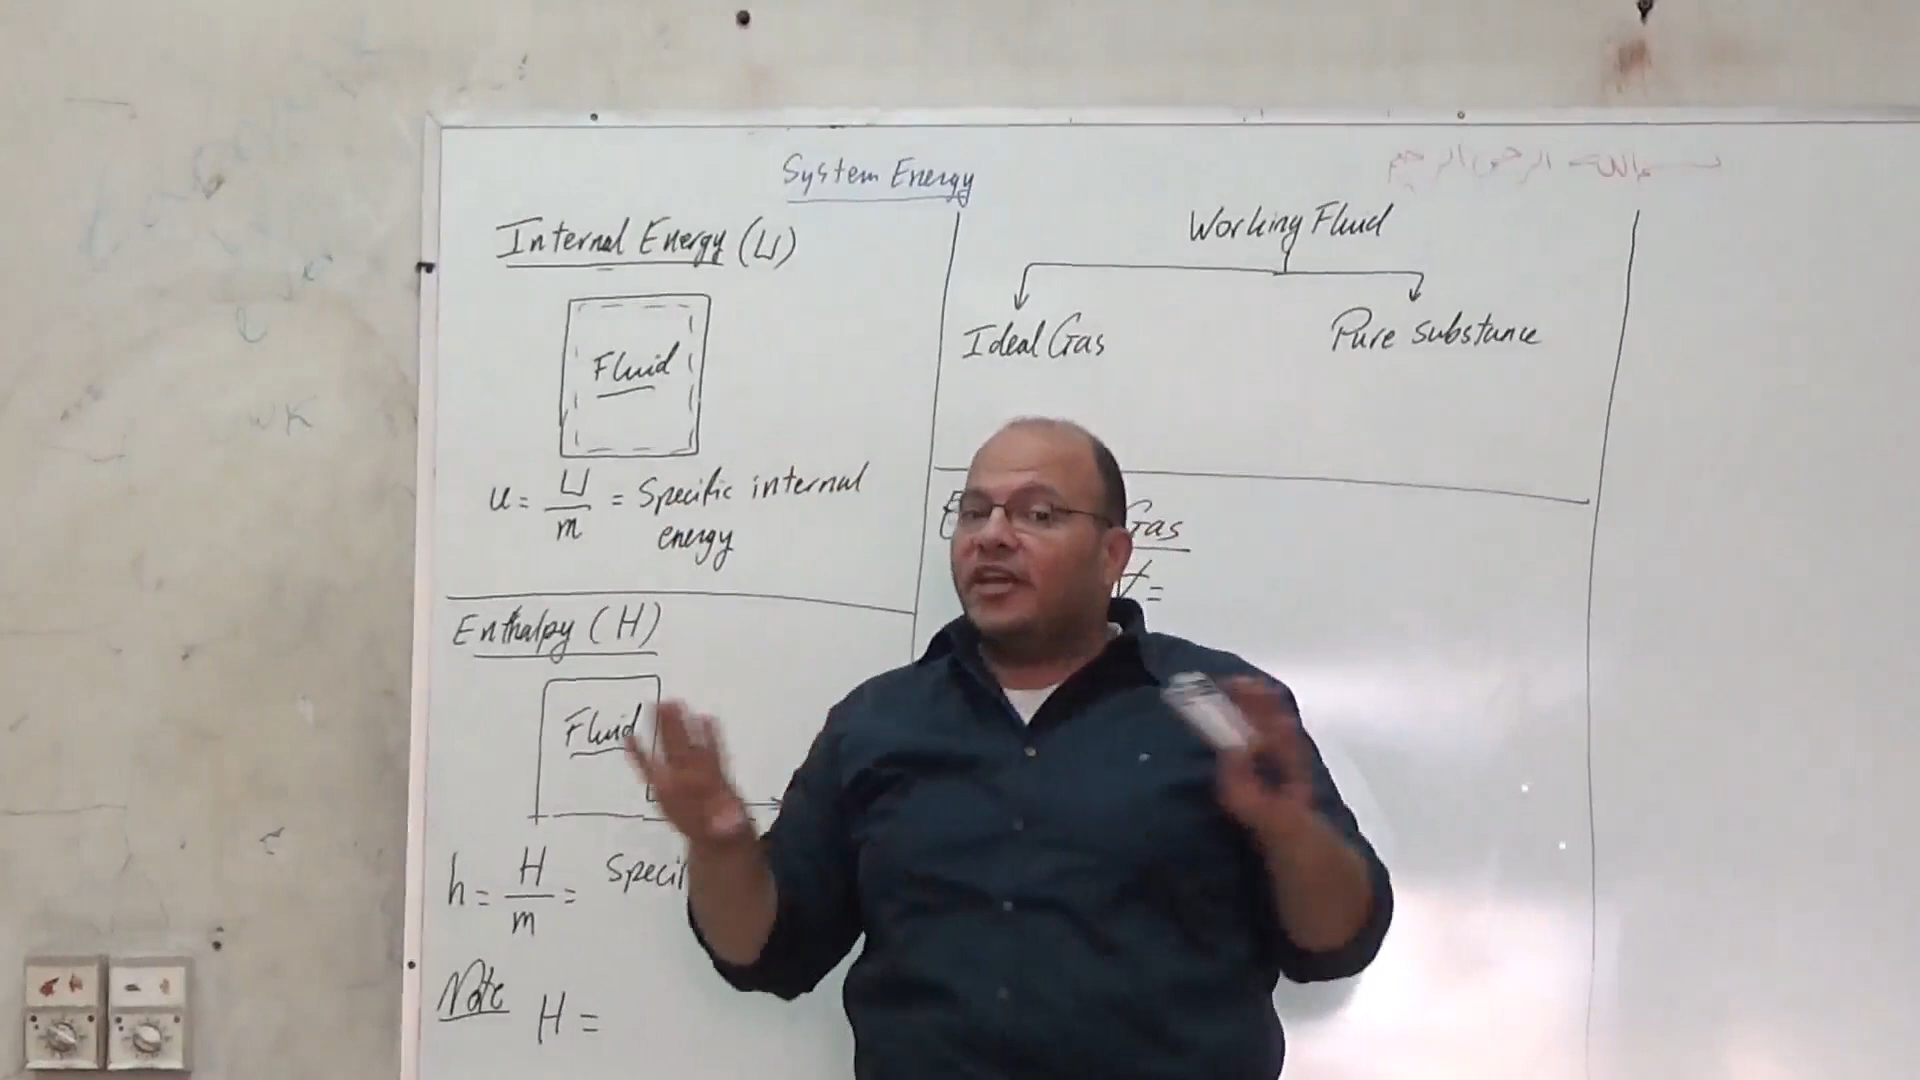 System Energy
بسم الله الرحمن الرحيم
Internal Energy (U)
Fluid
u = U/m = Specific internal
energy
Enthalpy (H)
Fluid
h = H/m =
Note H =
Working Fluid
Ideal Gas
Pure substance
Gas
WK